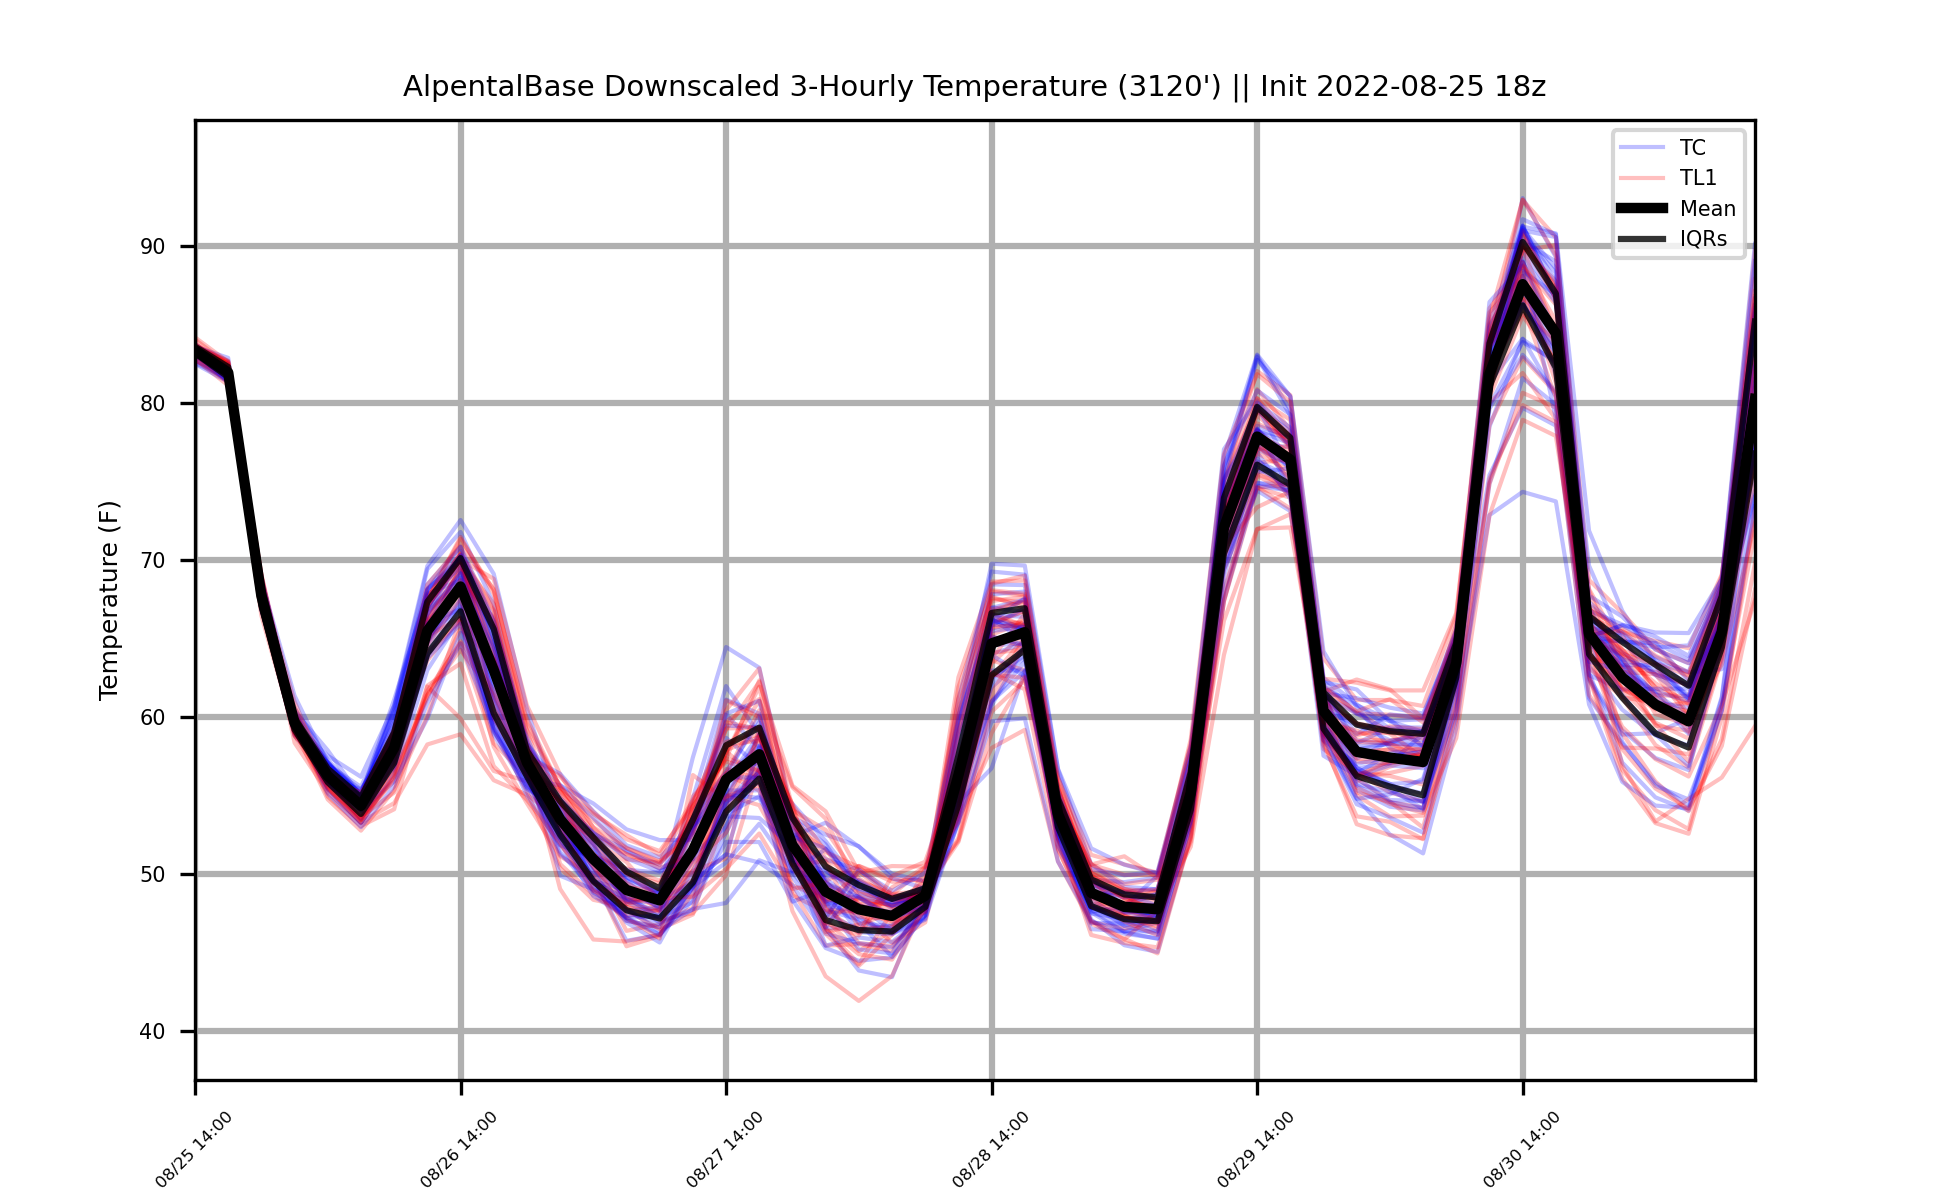 AlpentalBase Downscaled 3-Hourly Temperature (3120') || Init 2022-08-25 18z
TC
TL1
Mean
IQRs
Temperature (F)
90
80
70
60
50
40
08/25 14:00
08/26 14:00
08/27 14:00
08/28 14:00
08/29 14:00
08/30 14:00